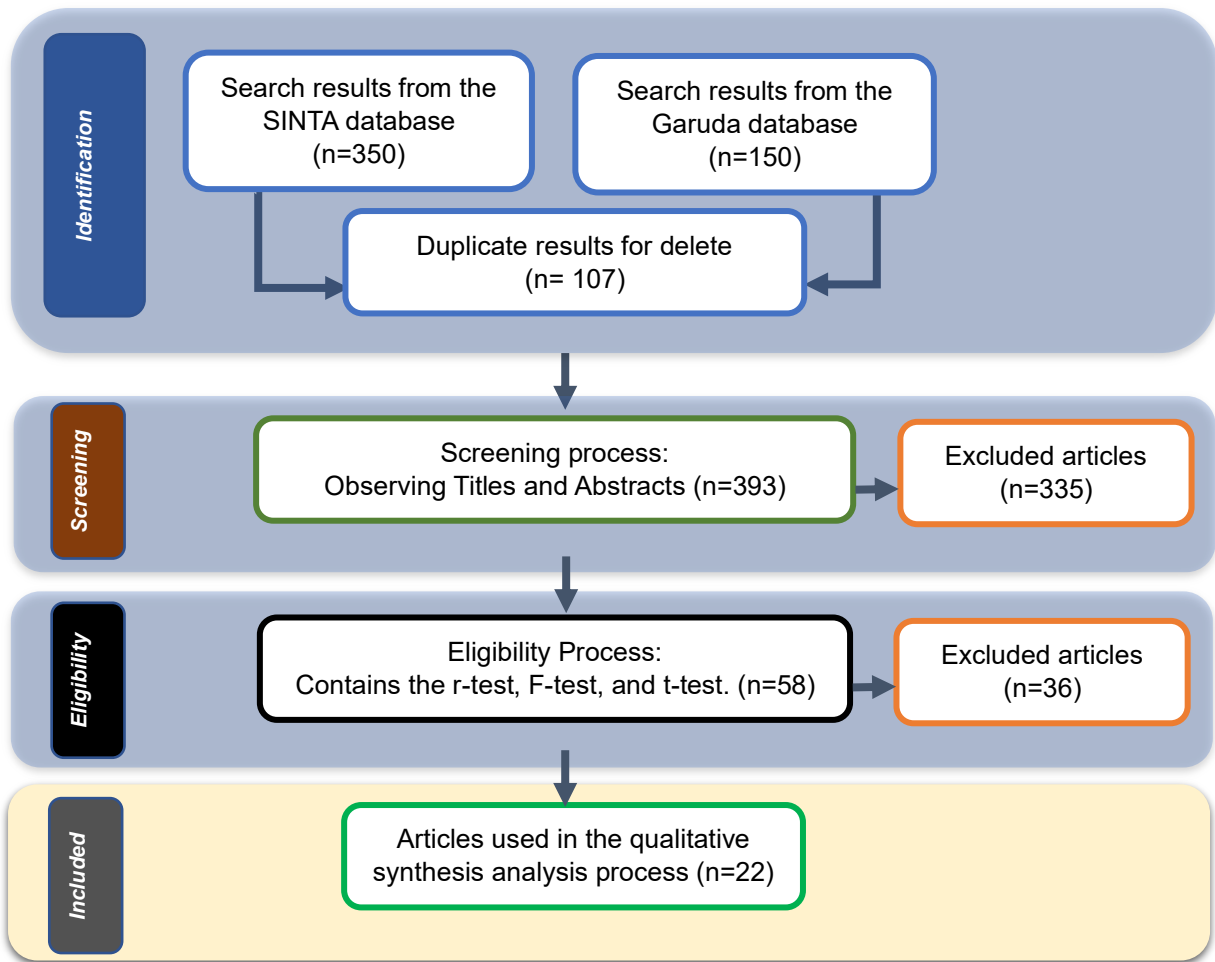 Identification
Search results from the
SINTA database
(n=350)
Search results from the
Garuda database
(n=150)
Duplicate results for delete
(n= 107)
Screening
Screening process:
Observing Titles and Abstracts (n=393)
Excluded articles
(n=335)
Eligibility
Eligibility Process:
Contains the r-test, F-test, and t-test. (n=58)
Excluded articles
(n=36)
Included
Articles used in the qualitative
synthesis analysis process (n=22)